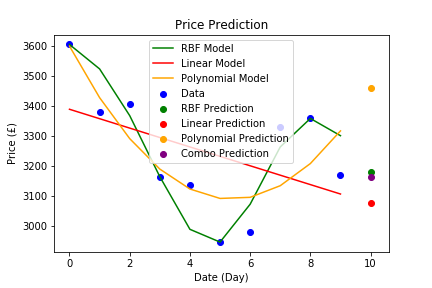 Price Prediction
Price (£)
3600
3500
3400
3300
3200
3100
3000
RBF Model
Linear Model
Polynomial Model
Data
RBF Prediction
Linear Prediction
Polynomial Prediction
Combo Prediction
0 2 4 6 8 10
Date (Day)